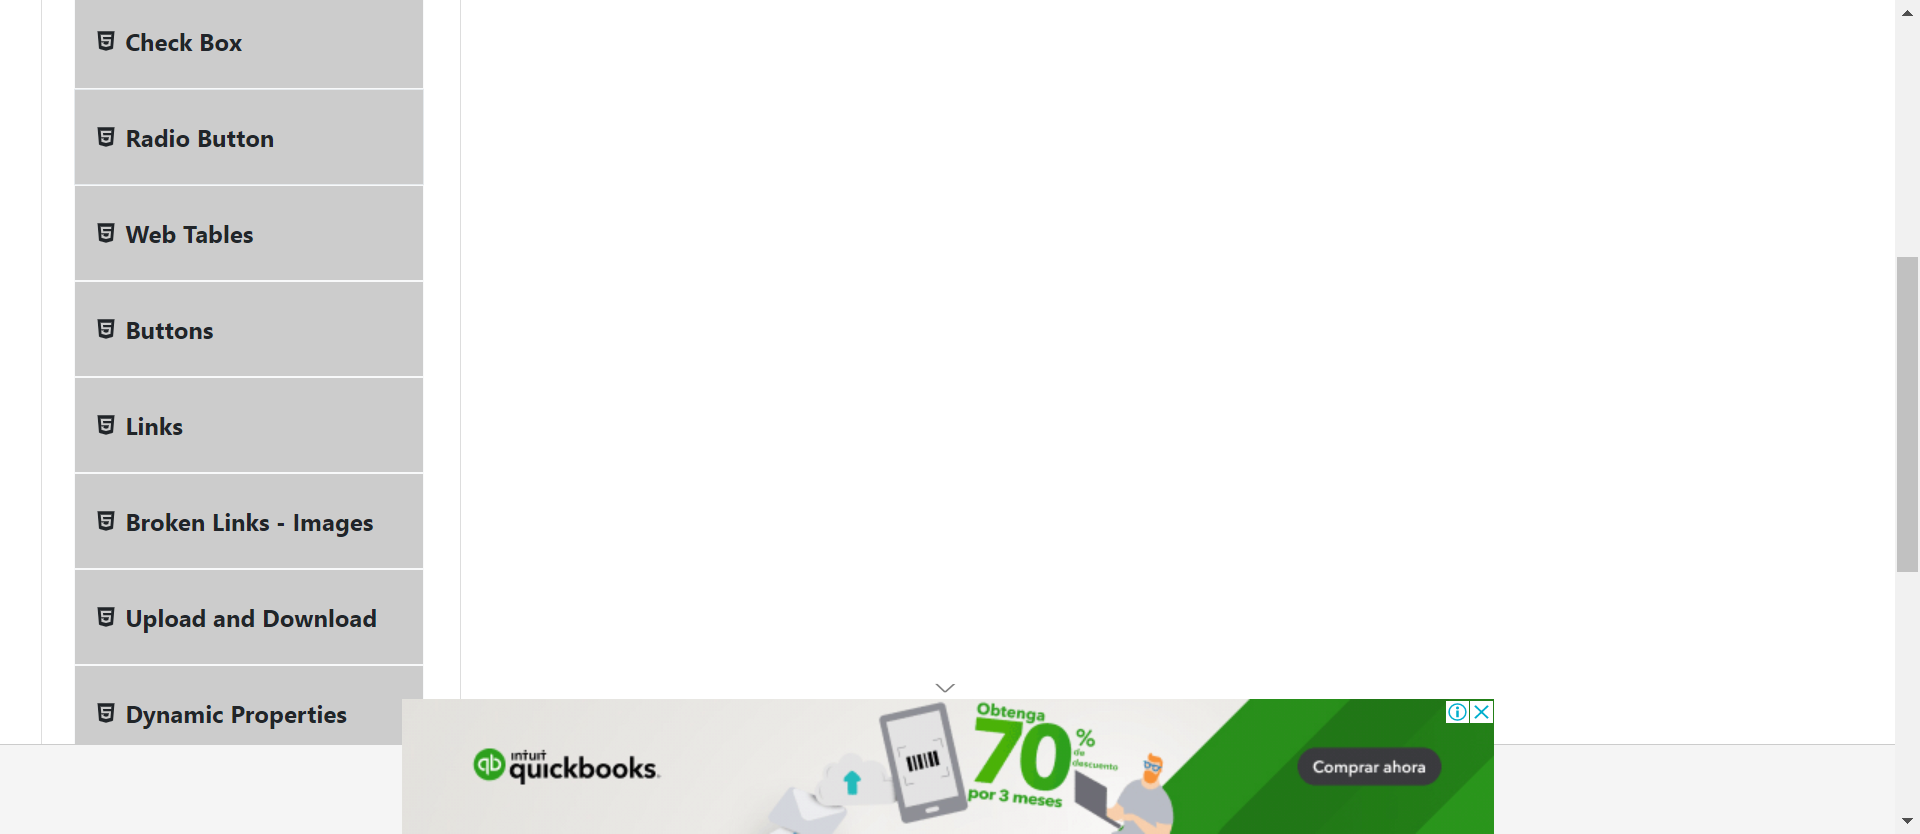 Check Box
Radio Button
Web Tables
Buttons
Links
Broken Links - Images
Upload and Download
Dynamic Properties
intuit
quickbooks.
Obtenga
70%
de
descuento
por 3 meses
Comprar ahora